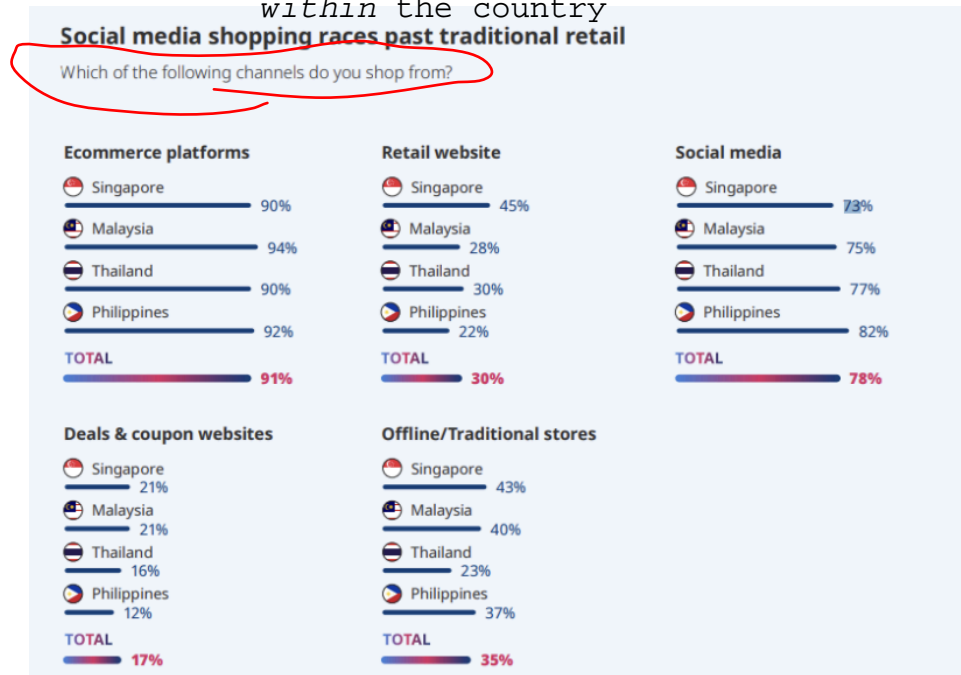 within the country
Social media shopping races past traditional retail
Which of the following channels do you shop from?
Ecommerce platforms
Singapore
90%
Malaysia
94%
Thailand
90%
Philippines
92%
TOTAL
91%
Retail website
Singapore
45%
Malaysia
28%
Thailand
30%
Philippines
22%
TOTAL
30%
Social media
Singapore
73%
Malaysia
75%
Thailand
77%
Philippines
82%
TOTAL
78%
Deals & coupon websites
Singapore
21%
Malaysia
21%
Thailand
16%
Philippines
12%
TOTAL
17%
Offline/Traditional stores
Singapore
43%
Malaysia
40%
Thailand
23%
Philippines
37%
TOTAL
35%